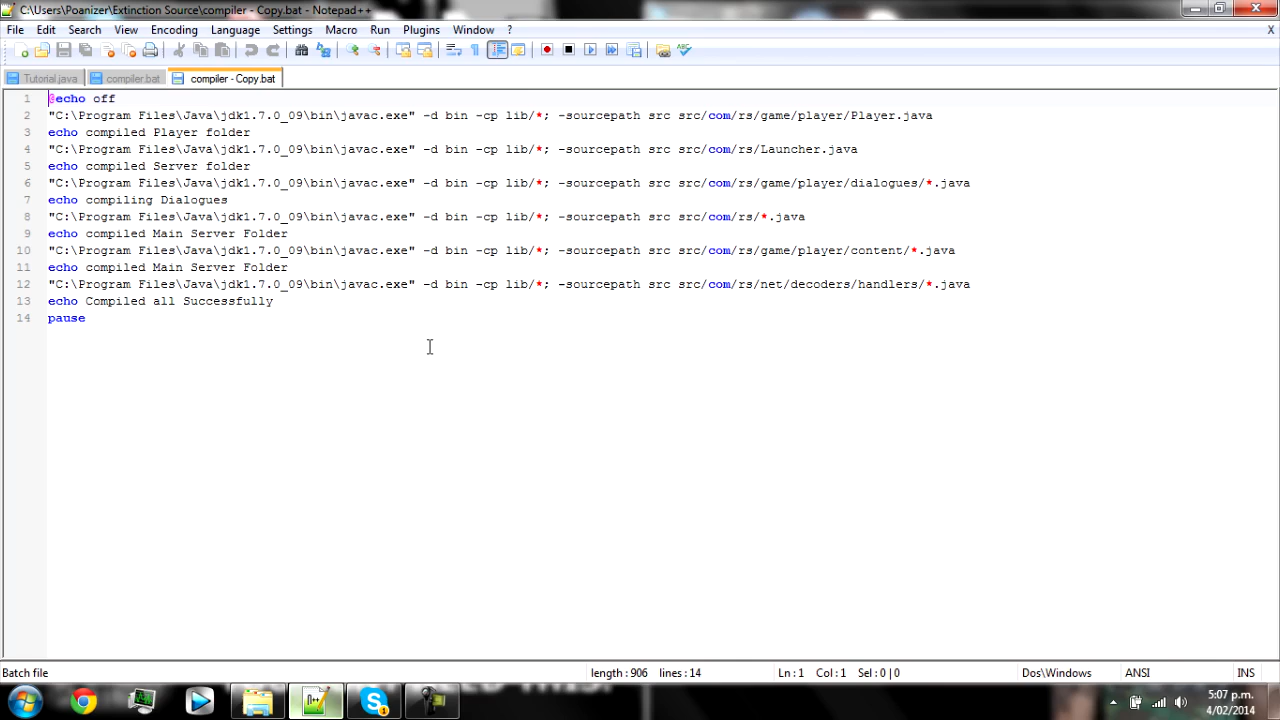 C:\Users\Poanizer\Extinction Source\compiler - Copy.bat - Notepad++
File Edit Search View Encoding Language Settings Macro Run Plugins Window ? X
Tutorial.java compiler.bat compiler - Copy.bat
1 @echo off
2 "C:\Program Files\Java\jdk1.7.0_09\bin\javac.exe" -d bin -cp lib/*; -sourcepath src src/com/rs/game/player/Player.java
3 echo compiled Player folder
4 "C:\Program Files\Java\jdk1.7.0_09\bin\javac.exe" -d bin -cp lib/*; -sourcepath src src/com/rs/Launcher.java
5 echo compiled Server folder
6 "C:\Program Files\Java\jdk1.7.0_09\bin\javac.exe" -d bin -cp lib/*; -sourcepath src src/com/rs/game/player/dialogues/*.java
7 echo compiling Dialogues
8 "C:\Program Files\Java\jdk1.7.0_09\bin\javac.exe" -d bin -cp lib/*; -sourcepath src src/com/rs/*.java
9 echo compiled Main Server Folder
10 "C:\Program Files\Java\jdk1.7.0_09\bin\javac.exe" -d bin -cp lib/*; -sourcepath src src/com/rs/game/player/content/*.java
11 echo compiled Main Server Folder
12 "C:\Program Files\Java\jdk1.7.0_09\bin\javac.exe" -d bin -cp lib/*; -sourcepath src src/com/rs/net/decoders/handlers/*.java
13 echo Compiled all Successfully
14 pause
Batch file length : 906 lines : 14 Ln : 1 Col : 1 Sel : 0 | 0 Dos\Windows ANSI INS
5:07 p.m.
4/02/2014